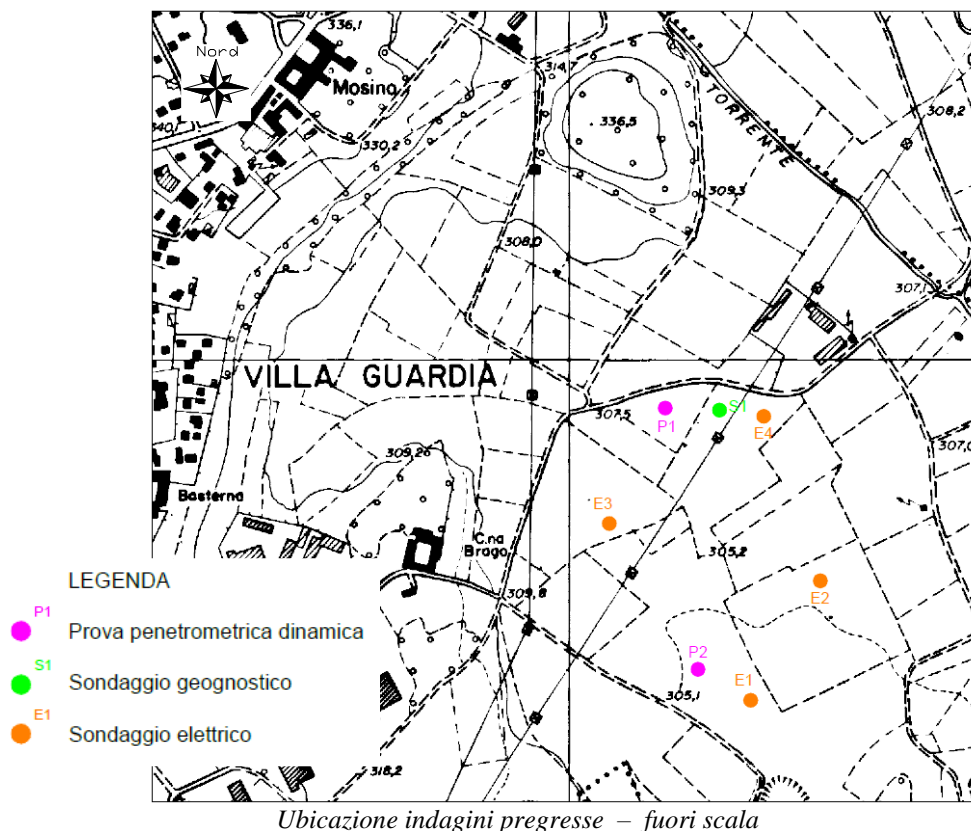 336,1
Nord
Mosino
314,7
TORRENTE
336,5
308,2
340,
330,2
309,3
308,0
307,1
VILLA GUARDIA
307,5
P1
S1
E4
309,26
307,0
Basterna
E3
C.na
Braga
305,2
LEGENDA
309,8
E2
P1
Prova penetrometrica dinamica
P2
S1
Sondaggio geognostico
E1
305,1
E1
Sondaggio elettrico
318,2
Ubicazione indagini pregresse – fuori scala